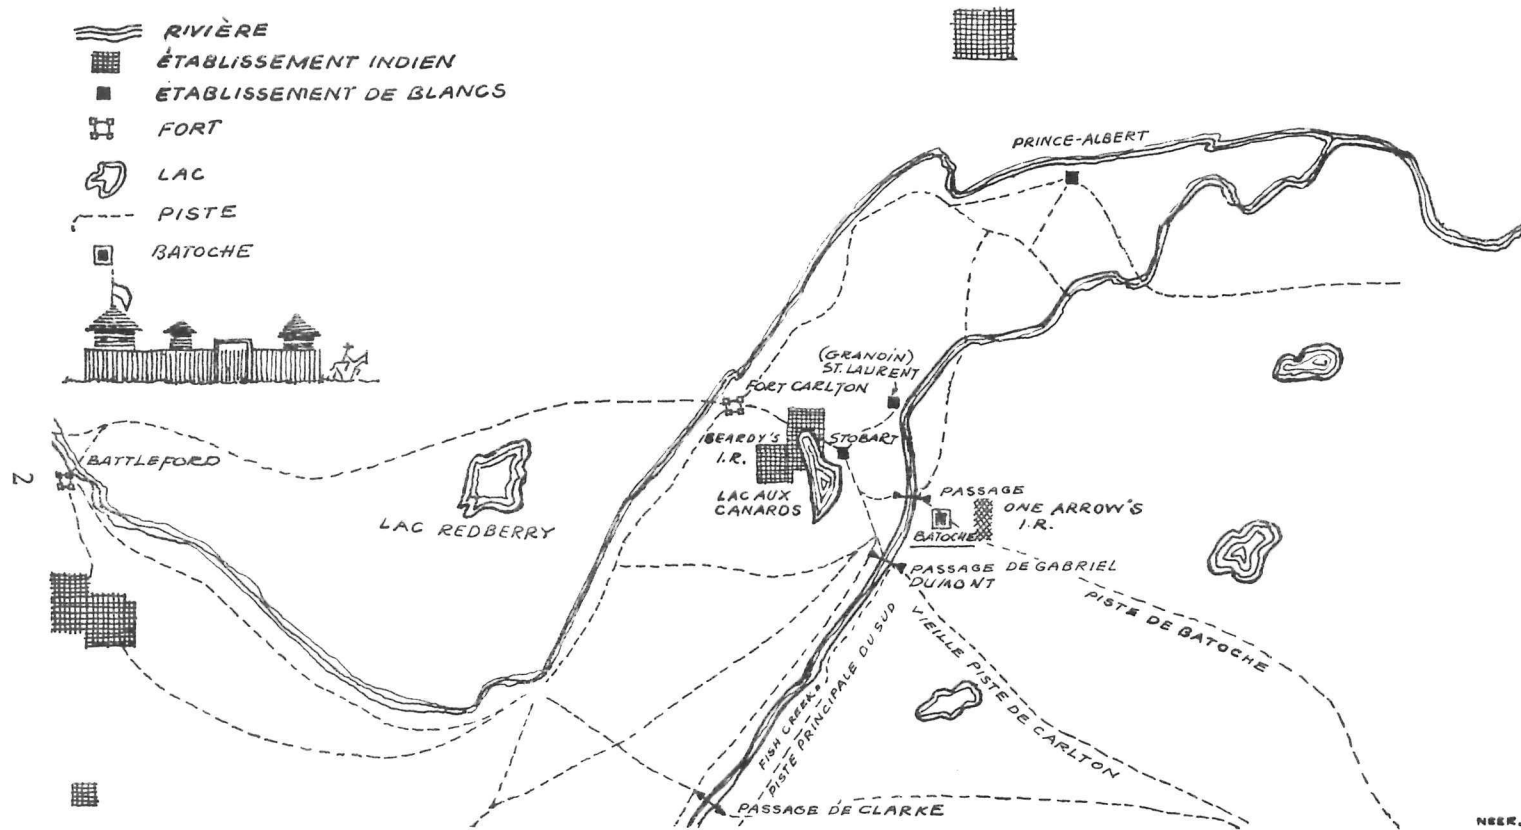 RIVIÈRE
ÉTABLISSEMENT INDIEN
ÉTABLISSEMENT DE BLANCS
FORT
LAC
PISTE
BATOCHE
PRINCE-ALBERT
(GRANDIN)
ST. LAURENT
FORT CARLTON
BEARDY'S
I.R.
STOBART
BATTLEFORD
2
LAC REDBERRY
LAC AUX
CANARDS
PASSAGE
ONE ARROW'S
I.R.
BATOCHE
PASSAGE DE GABRIEL
DUMONT
PISTE DE BATOCHE
VIEILLE PISTE DE CARLTON
FISH CREEK
PISTE PRINCIPALE DU SUD
PASSAGE DE CLARKE